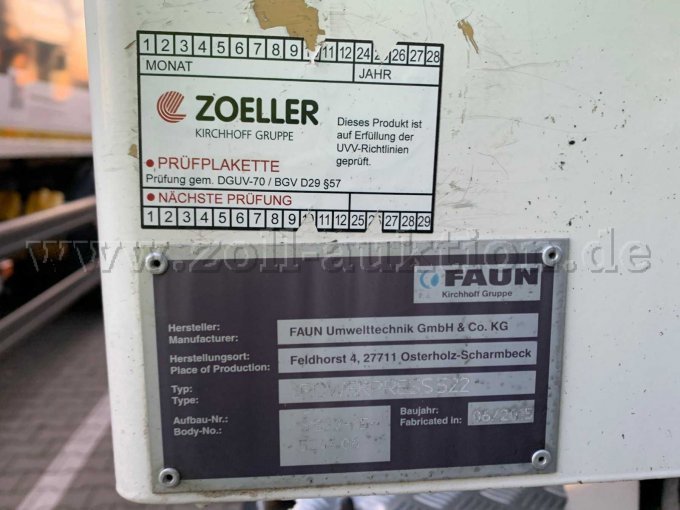 1 2 3 4 5 6 7 8 9 11 12 24 26 27 28
MONAT JAHR
ZOELLER
KIRCHHOFF GRUPPE
Dieses Produkt ist
auf Erfüllung der
UVV-Richtlinien
geprüft.
• PRÜFPLAKETTE
Prüfung gem. DGUV-70 / BGV D29 §57
• NÄCHSTE PRÜFUNG
1 2 3 4 5 6 7 8 9 11 12 25 27 28 29
www.zoll-auktion.de
FAUN
Kirchhoff Gruppe
Hersteller:
Manufacturer:
FAUN Umwelttechnik GmbH & Co. KG
Herstellungsort:
Place of Production:
Feldhorst 4, 27711 Osterholz-Scharmbeck
Typ:
Type:
522
Aufbau-Nr.:
Body-No.:
Baujahr:
Fabricated in: